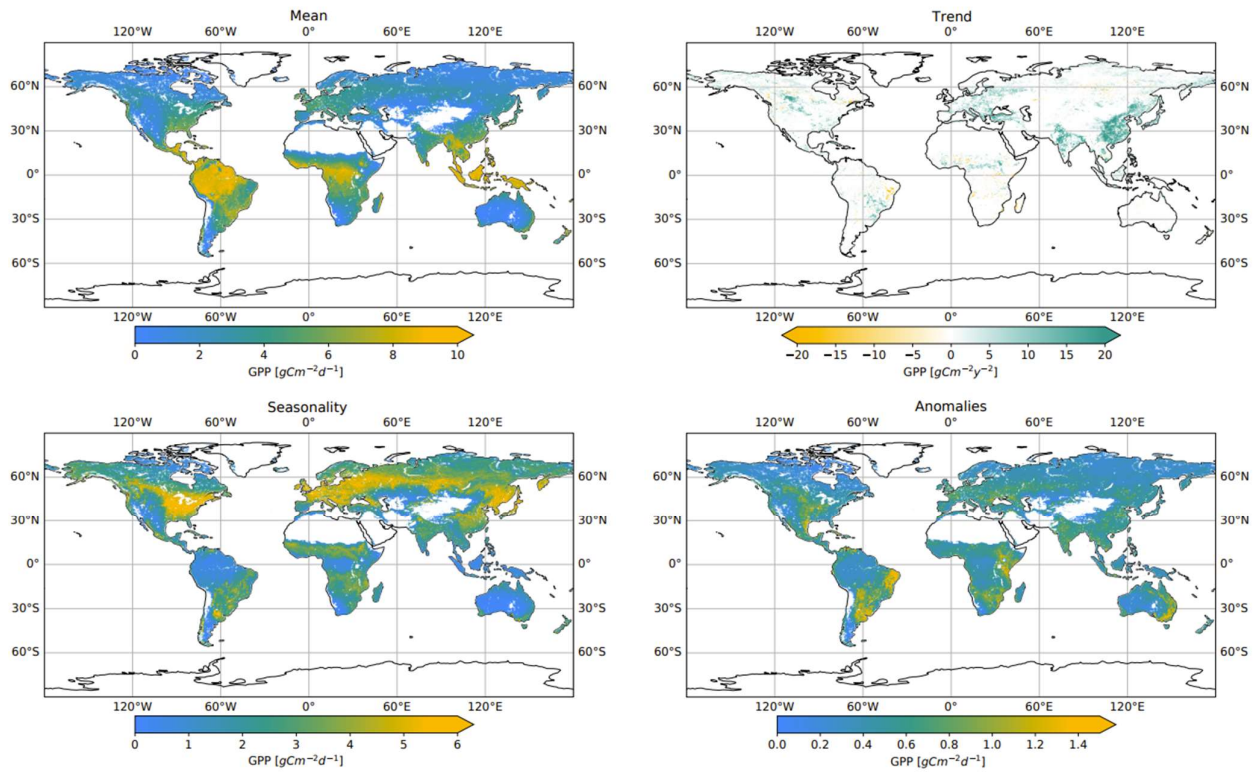 Mean
120°W 60°W 0° 60°E 120°E
60°N 60°N
30°N 30°N
0° 0°
30°S 30°S
60°S 60°S
120°W 60°W 0° 60°E 120°E
0 2 4 6 8 10
GPP [gCm−2d−1]
Trend
120°W 60°W 0° 60°E 120°E
60°N 60°N
30°N 30°N
0° 0°
30°S 30°S
60°S 60°S
120°W 60°W 0° 60°E 120°E
−20 −15 −10 −5 0 5 10 15 20
GPP [gCm−2y−2]
Seasonality
120°W 60°W 0° 60°E 120°E
60°N 60°N
30°N 30°N
0° 0°
30°S 30°S
60°S 60°S
120°W 60°W 0° 60°E 120°E
0 1 2 3 4 5 6
GPP [gCm−2d−1]
Anomalies
120°W 60°W 0° 60°E 120°E
60°N 60°N
30°N 30°N
0° 0°
30°S 30°S
60°S 60°S
120°W 60°W 0° 60°E 120°E
0.0 0.2 0.4 0.6 0.8 1.0 1.2 1.4
GPP [gCm−2d−1]